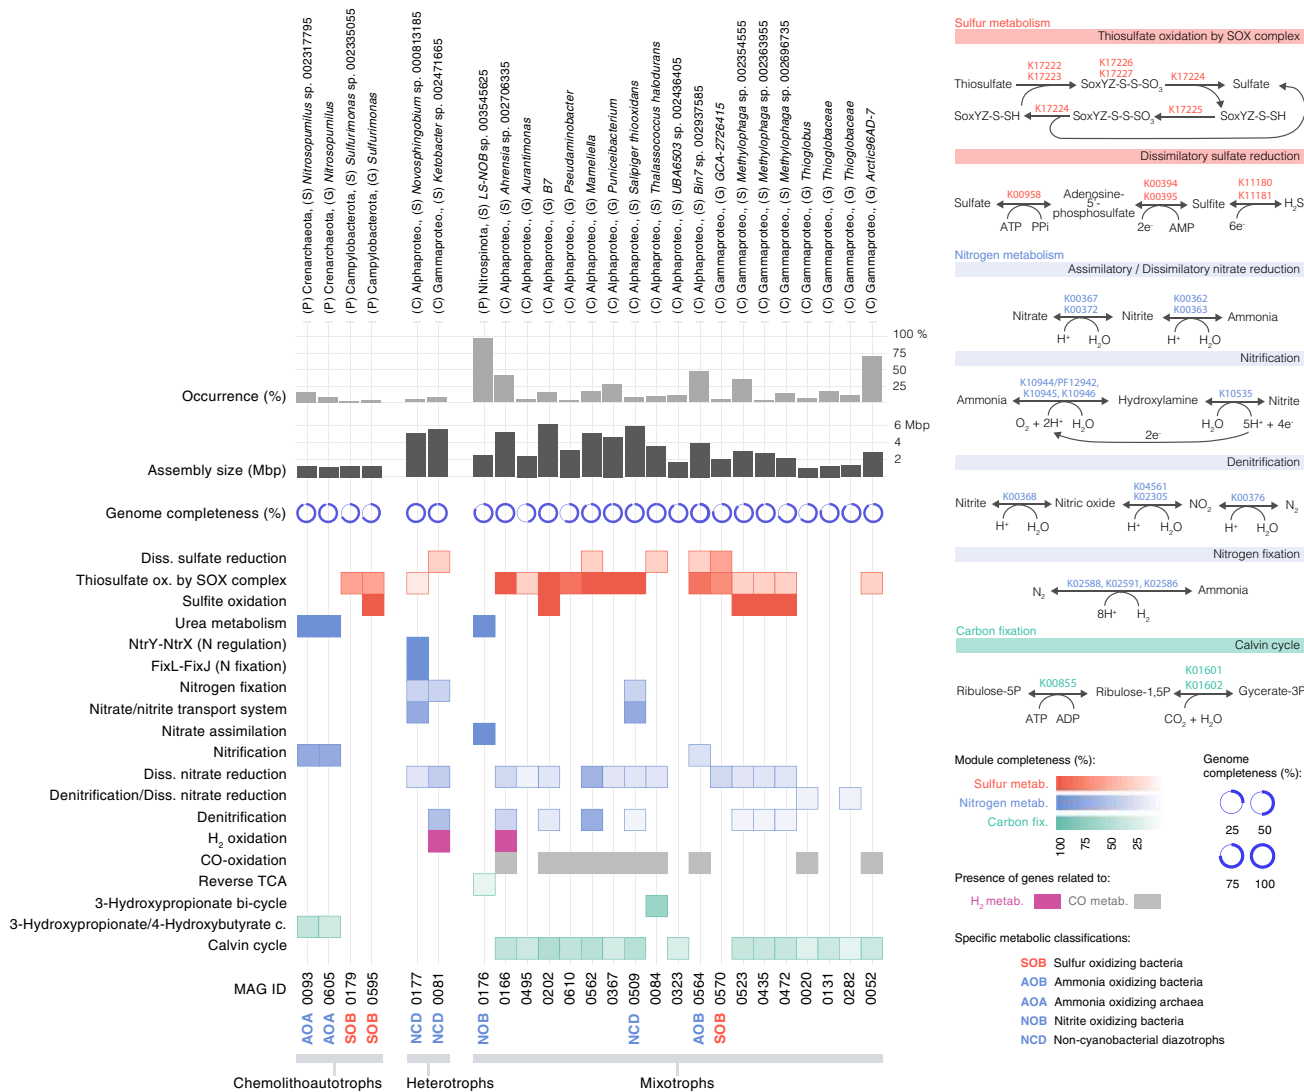 (P) Crenarchaeota, (S) Nitrosopumilus sp. 002317795
(P) Crenarchaeota, (G) Nitrosopumilus
(P) Campylobacterota, (S) Sulfurimonas sp. 002335055
(P) Campylobacterota, (G) Sulfurimonas
(C) Alphaproteo., (S) Novosphingobium sp. 000813185
(C) Gammaproteo., (S) Ketobacter sp. 002471665
(P) Nitrospinota, (S) LS-NOB sp. 003545625
(C) Alphaproteo., (S) Ahrensia sp. 002706335
(C) Alphaproteo., (G) Aurantimonas
(C) Alphaproteo., (G) B7
(C) Alphaproteo., (G) Pseudaminobacter
(C) Alphaproteo., (G) Mameliella
(C) Alphaproteo., (G) Puniceibacterium
(C) Alphaproteo., (S) Salipiger thiooxidans
(C) Alphaproteo., (S) Thalassococcus halodurans
(C) Alphaproteo., (S) UBA6503 sp. 002436405
(C) Alphaproteo., (S) Bin7 sp. 002937585
(C) Gammaproteo., (G) GCA-2726415
(C) Gammaproteo., (S) Methylophaga sp. 002354555
(C) Gammaproteo., (S) Methylophaga sp. 002363955
(C) Gammaproteo., (S) Methylophaga sp. 002696735
(C) Gammaproteo., (G) Thioglobus
(C) Gammaproteo., (G) Thioglobaceae
(C) Gammaproteo., (G) Thioglobaceae
(C) Gammaproteo., (G) Arctic96AD-7
100 %
75
50
25
Occurrence (%)
6 Mbp
4
2
Assembly size (Mbp)
Genome completeness (%)
Diss. sulfate reduction
Thiosulfate ox. by SOX complex
Sulfite oxidation
Urea metabolism
NtrY-NtrX (N regulation)
FixL-FixJ (N fixation)
Nitrogen fixation
Nitrate/nitrite transport system
Nitrate assimilation
Nitrification
Diss. nitrate reduction
Denitrification/Diss. nitrate reduction
Denitrification
H2 oxidation
CO-oxidation
Reverse TCA
3-Hydroxypropionate bi-cycle
3-Hydroxypropionate/4-Hydroxybutyrate c.
Calvin cycle
MAG ID
0093 0605 0179 0595 0177 0081 0176 0166 0495 0202 0610 0562 0367 0509 0084 0323 0564 0570 0523 0435 0472 0020 0131 0282 0052
AOA AOA SOB SOB NCD NCD NOB NCD AOB SOB
Chemolithoautotrophs Heterotrophs Mixotrophs
Sulfur metabolism
Thiosulfate oxidation by SOX complex
K17222 K17226
K17223 K17227 K17224
Thiosulfate SoxYZ-S-S-SO3 Sulfate
K17224 K17225
SoxYZ-S-SH SoxYZ-S-S-SO3 SoxYZ-S-SH
Dissimilatory sulfate reduction
K00394 K11180
K00958 K00395 K11181
Sulfate Adenosine-
5'-
phosphosulfate Sulfite H2S
ATP PPi 2e- AMP 6e-
Nitrogen metabolism
Assimilatory / Dissimilatory nitrate reduction
K00367 K00362
K00372 K00363
Nitrate Nitrite Ammonia
H+ H2O H+ H2O
Nitrification
K10944/PF12942,
K10945, K10946 K10535
Ammonia Hydroxylamine Nitrite
O2 + 2H+ H2O H2O 5H+ + 4e-
2e-
Denitrification
K04561
K00368 K02305 K00376
Nitrite Nitric oxide NO2 N2
H+ H2O H+ H2O H+ H2O
Nitrogen fixation
K02588, K02591, K02586
N2 Ammonia
8H+ H2
Carbon fixation
Calvin cycle
K01601
K00855 K01602
Ribulose-5P Ribulose-1,5P Gycerate-3P
ATP ADP CO2 + H2O
Module completeness (%):
Sulfur metab.
Nitrogen metab.
Carbon fix.
100 75 50 25
Genome
completeness (%):
25 50
75 100
Presence of genes related to:
H2 metab. CO metab.
Specific metabolic classifications:
SOB Sulfur oxidizing bacteria
AOB Ammonia oxidizing bacteria
AOA Ammonia oxidizing archaea
NOB Nitrite oxidizing bacteria
NCD Non-cyanobacterial diazotrophs